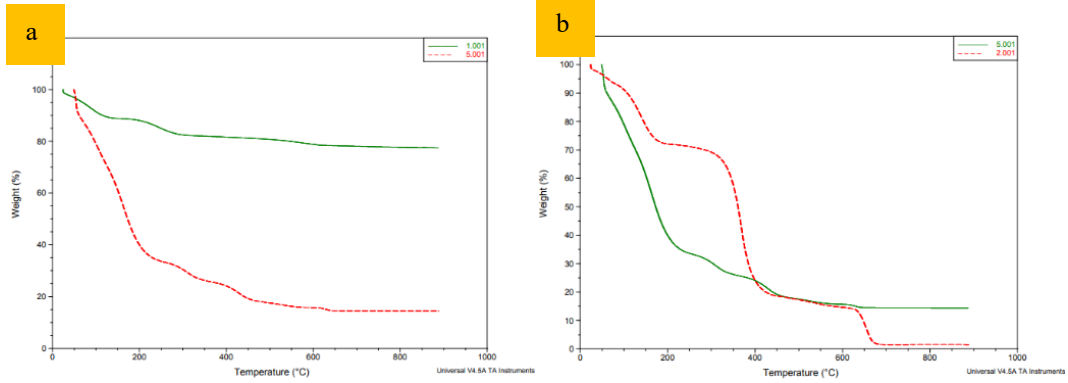 a
1.001
5.001
100
80
60
40
20
0
Weight (%)
0 200 400 600 800 1000
Temperature (°C)
Universal V4.5A TA Instruments
b
5.001
2.001
100
90
80
70
60
50
40
30
20
10
0
Weight (%)
0 200 400 600 800 1000
Temperature (°C)
Universal V4.5A TA Instruments